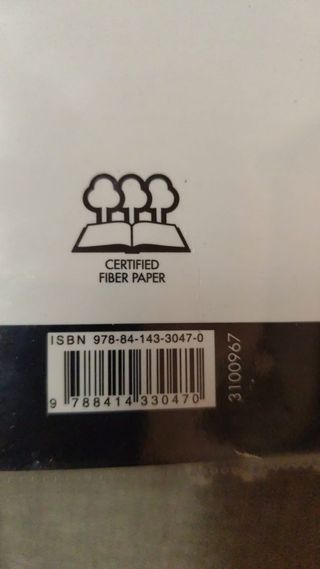 CERTIFIED
FIBER PAPER
ISBN 978-84-143-3047-0
9 788414 330470
3100967